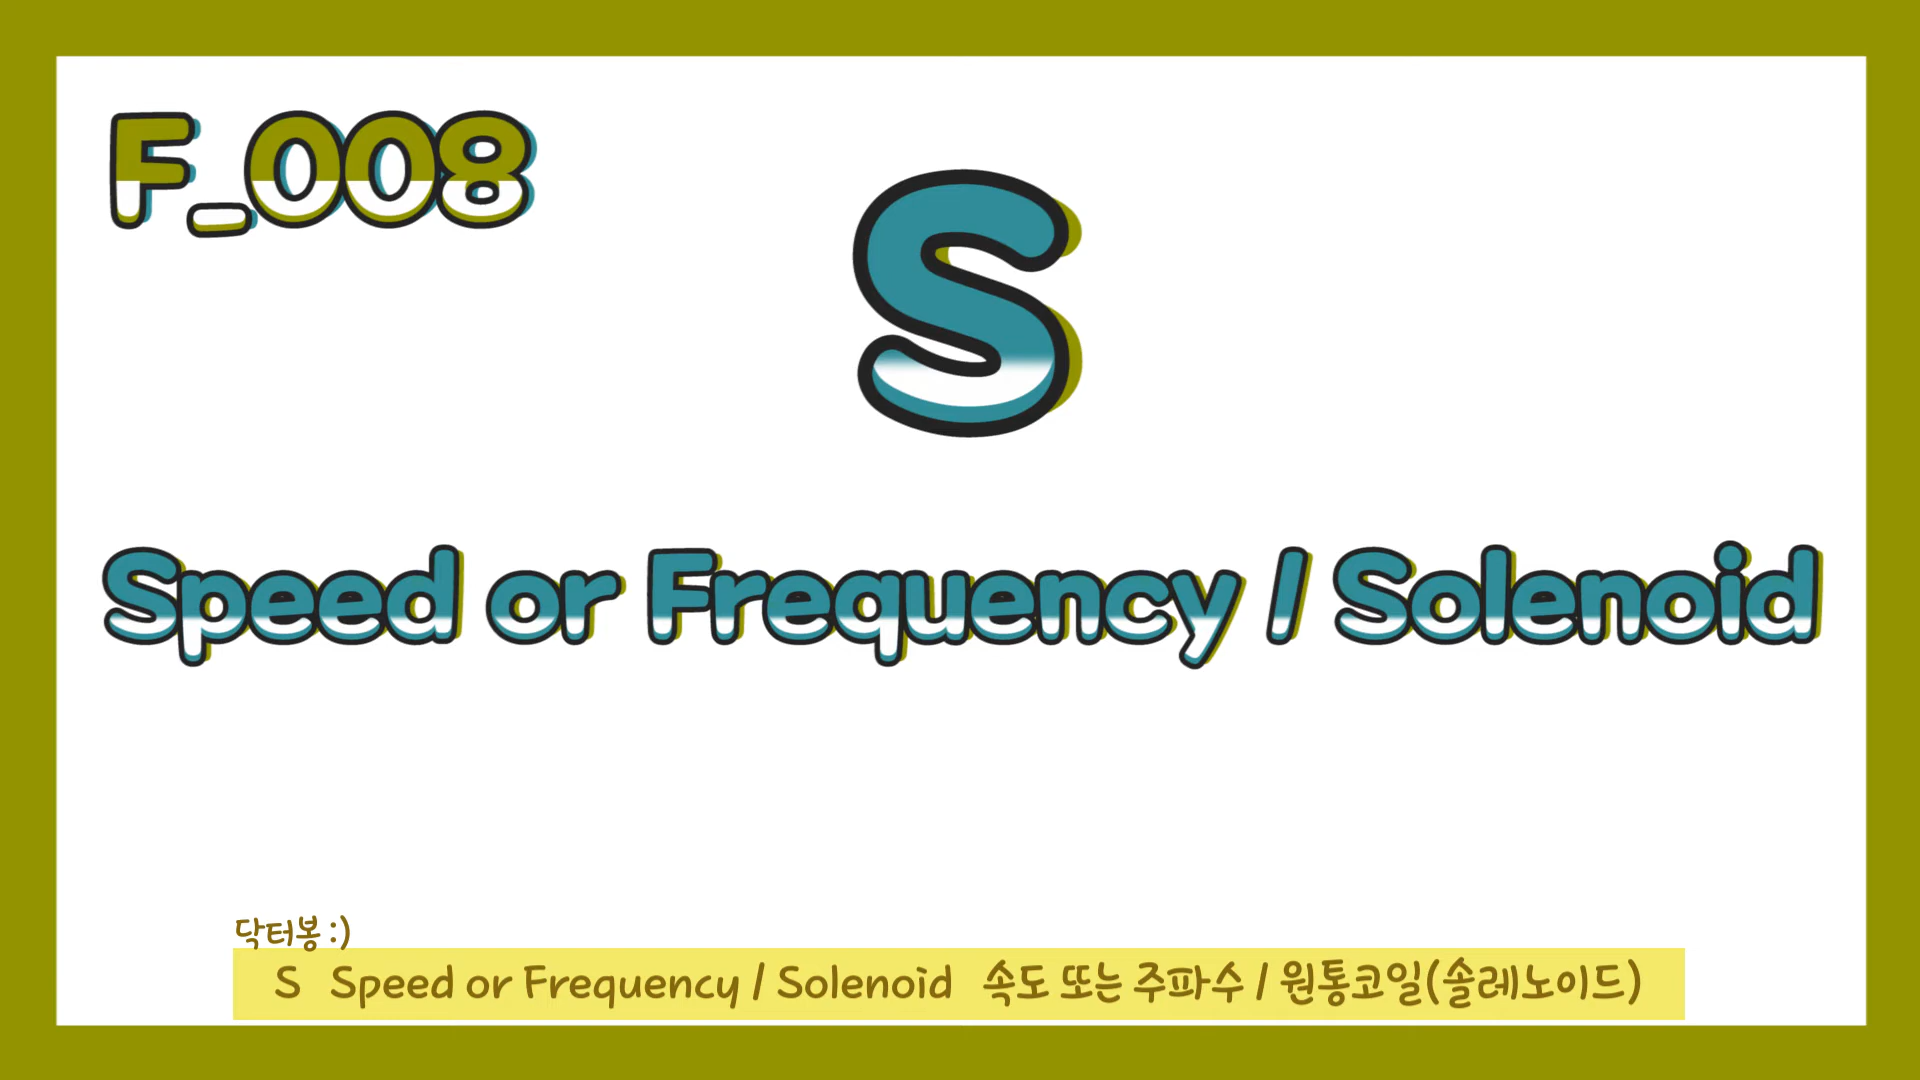 F_008
S
Speed or Frequency / Solenoid
닥터봉 :)
S Speed or Frequency / Solenoid 속도 또는 주파수 / 원통코일(솔레노이드)